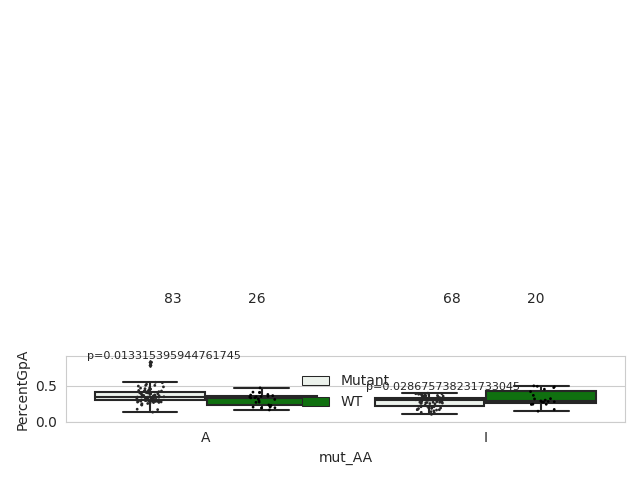 83 26 68 20
p=0.013315395944761745
Mutant
p=0.028675738231733045
WT
PercentGpA
0.5
0.0
A I
mut_AA